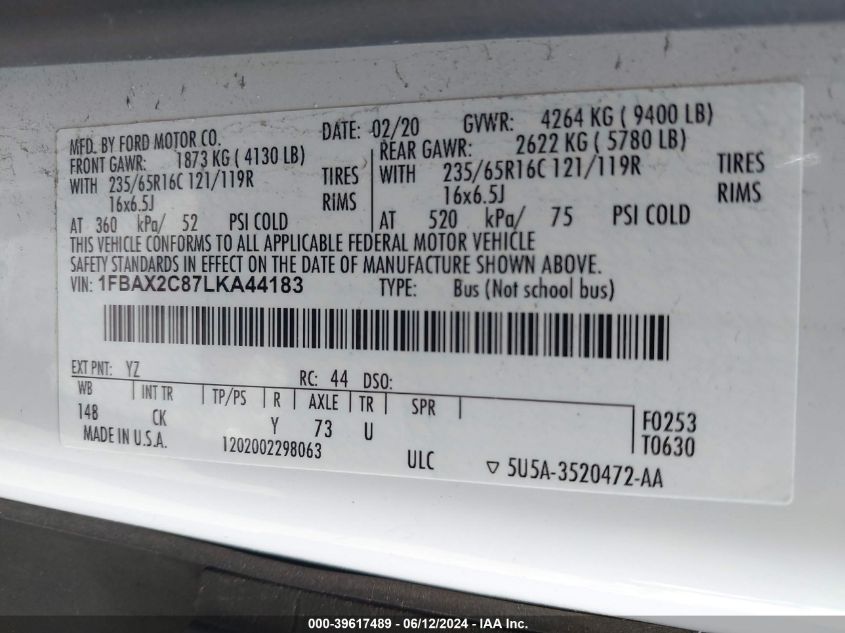 MFD. BY FORD MOTOR CO. DATE: 02/20 GVWR: 4264 KG ( 9400 LB)
FRONT GAWR: 1873 KG ( 4130 LB) REAR GAWR: 2622 KG ( 5780 LB)
WITH 235/65R16C 121/119R TIRES WITH 235/65R16C 121/119R TIRES
16x6.5J RIMS 16x6.5J RIMS
AT 360 kPa/ 52 PSI COLD AT 520 kPa/ 75 PSI COLD
THIS VEHICLE CONFORMS TO ALL APPLICABLE FEDERAL MOTOR VEHICLE
SAFETY STANDARDS IN EFFECT ON THE DATE OF MANUFACTURE SHOWN ABOVE.
VIN: 1FBAX2C87LKA44183 TYPE: Bus (Not school bus)
EXT PNT: YZ RC: 44 DSO:
WB INT TR TP/PS R AXLE TR SPR
148 CK Y 73 U F0253
MADE IN U.S.A. 1202002298063 T0630
ULC ▽ 5U5A-3520472-AA
000-39617489 - 06/12/2024 - IAA Inc.